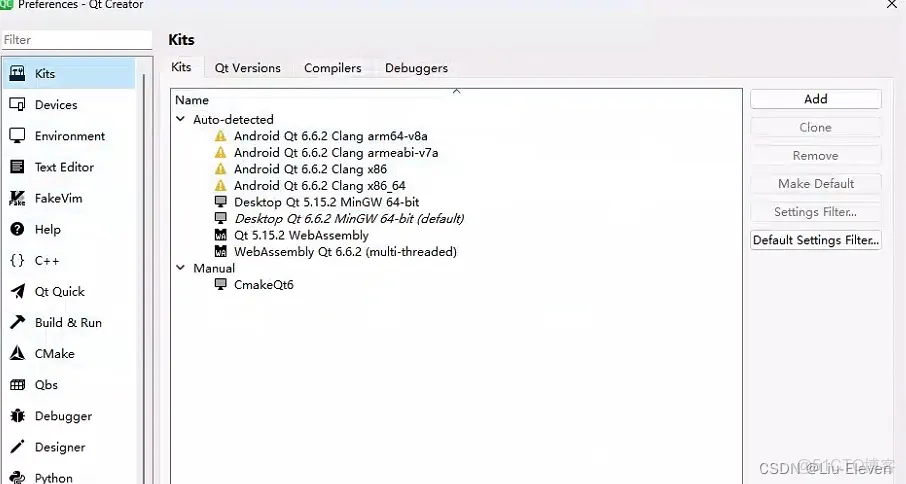 Preferences - Qt Creator
Filter
Kits
Devices
Environment
Text Editor
FakeVim
Help
C++
Qt Quick
Build & Run
CMake
Qbs
Debugger
Designer
Python
Kits
Kits Qt Versions Compilers Debuggers
Name
Auto-detected
Android Qt 6.6.2 Clang arm64-v8a
Android Qt 6.6.2 Clang armeabi-v7a
Android Qt 6.6.2 Clang x86
Android Qt 6.6.2 Clang x86_64
Desktop Qt 5.15.2 MinGW 64-bit
Desktop Qt 6.6.2 MinGW 64-bit (default)
Qt 5.15.2 WebAssembly
WebAssembly Qt 6.6.2 (multi-threaded)
Manual
CmakeQt6
Add
Clone
Remove
Make Default
Settings Filter...
Default Settings Filter...
@51CTO博客
CSDN @Liu-Eleven